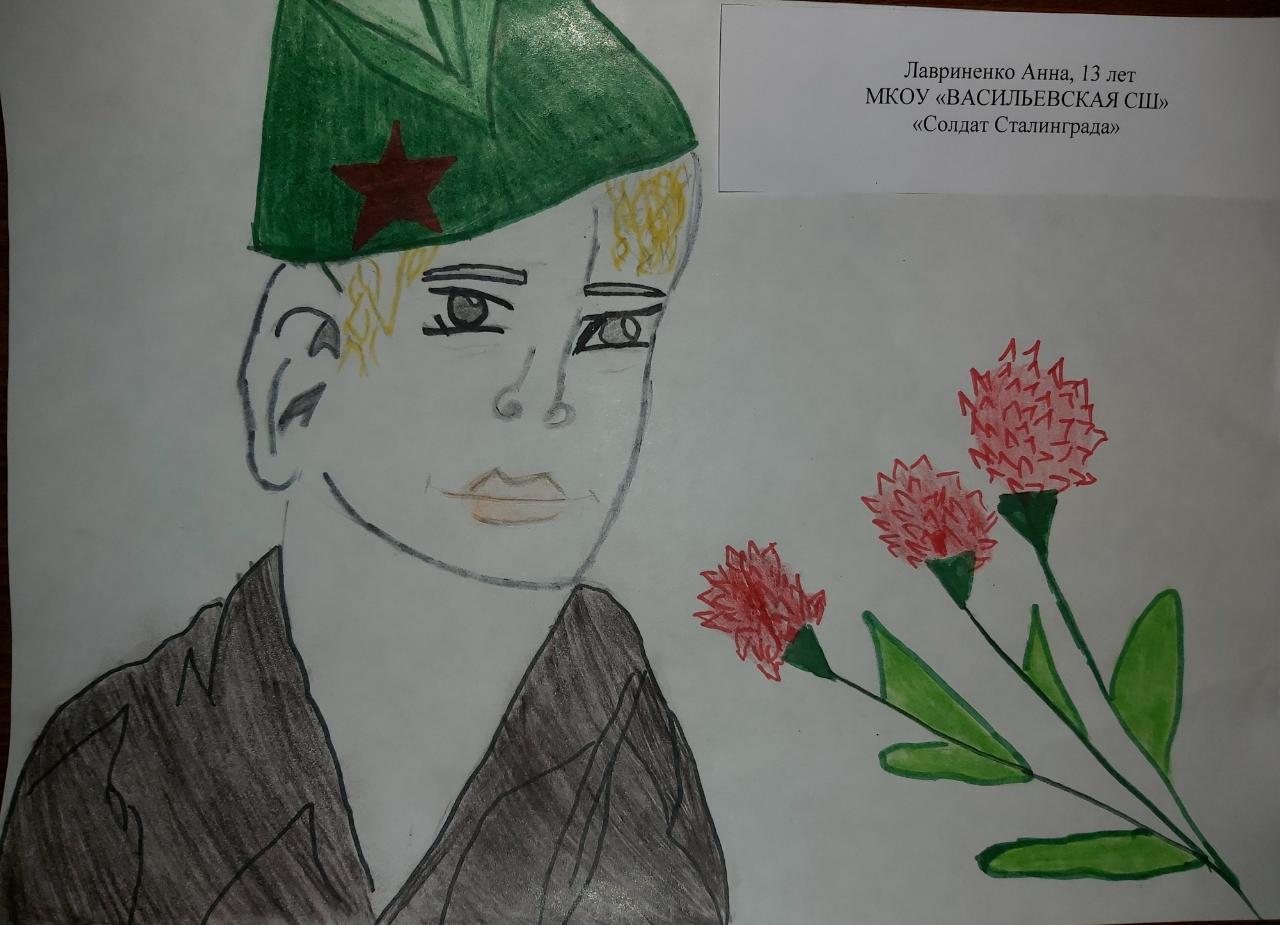 Лавриненко Анна, 13 лет
МКОУ «ВАСИЛЬЕВСКАЯ СШ»
«Солдат Сталинграда»